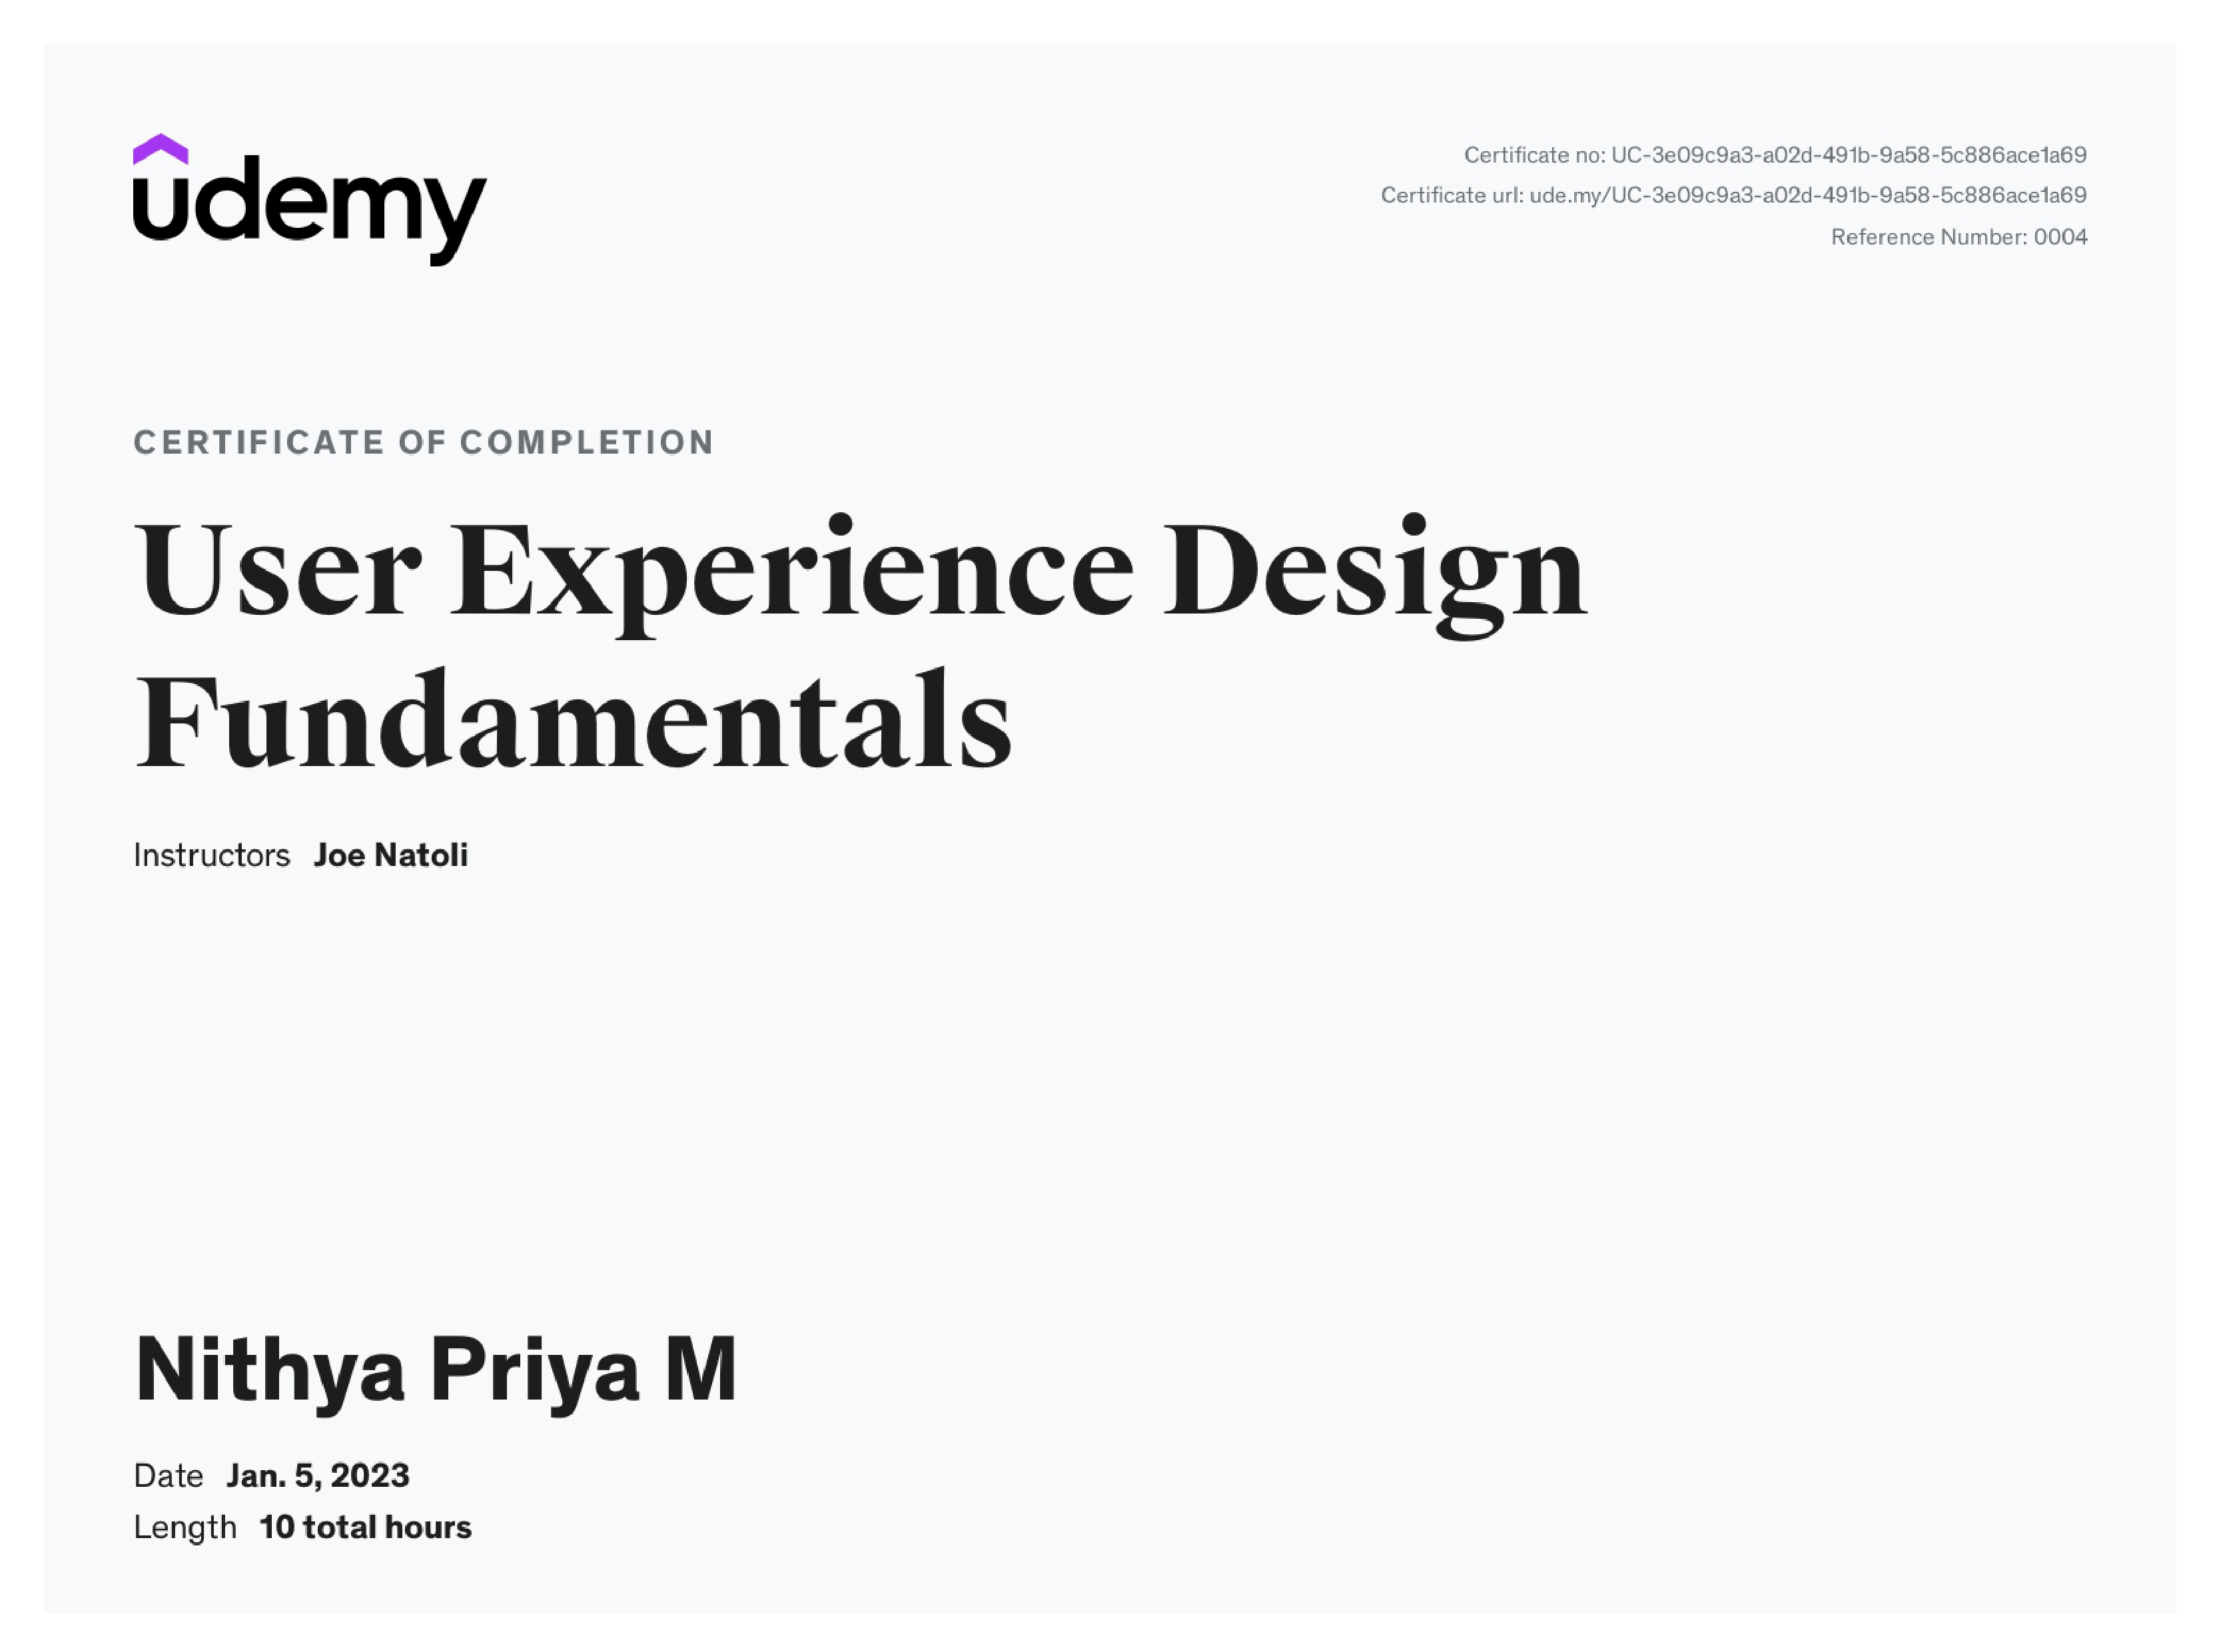 udemy
Certificate no: UC-3e09c9a3-a02d-491b-9a58-5c886ace1a69
Certificate url: ude.my/UC-3e09c9a3-a02d-491b-9a58-5c886ace1a69
Reference Number: 0004
CERTIFICATE OF COMPLETION
User Experience Design
Fundamentals
Instructors Joe Natoli
Nithya Priya M
Date Jan. 5, 2023
Length 10 total hours